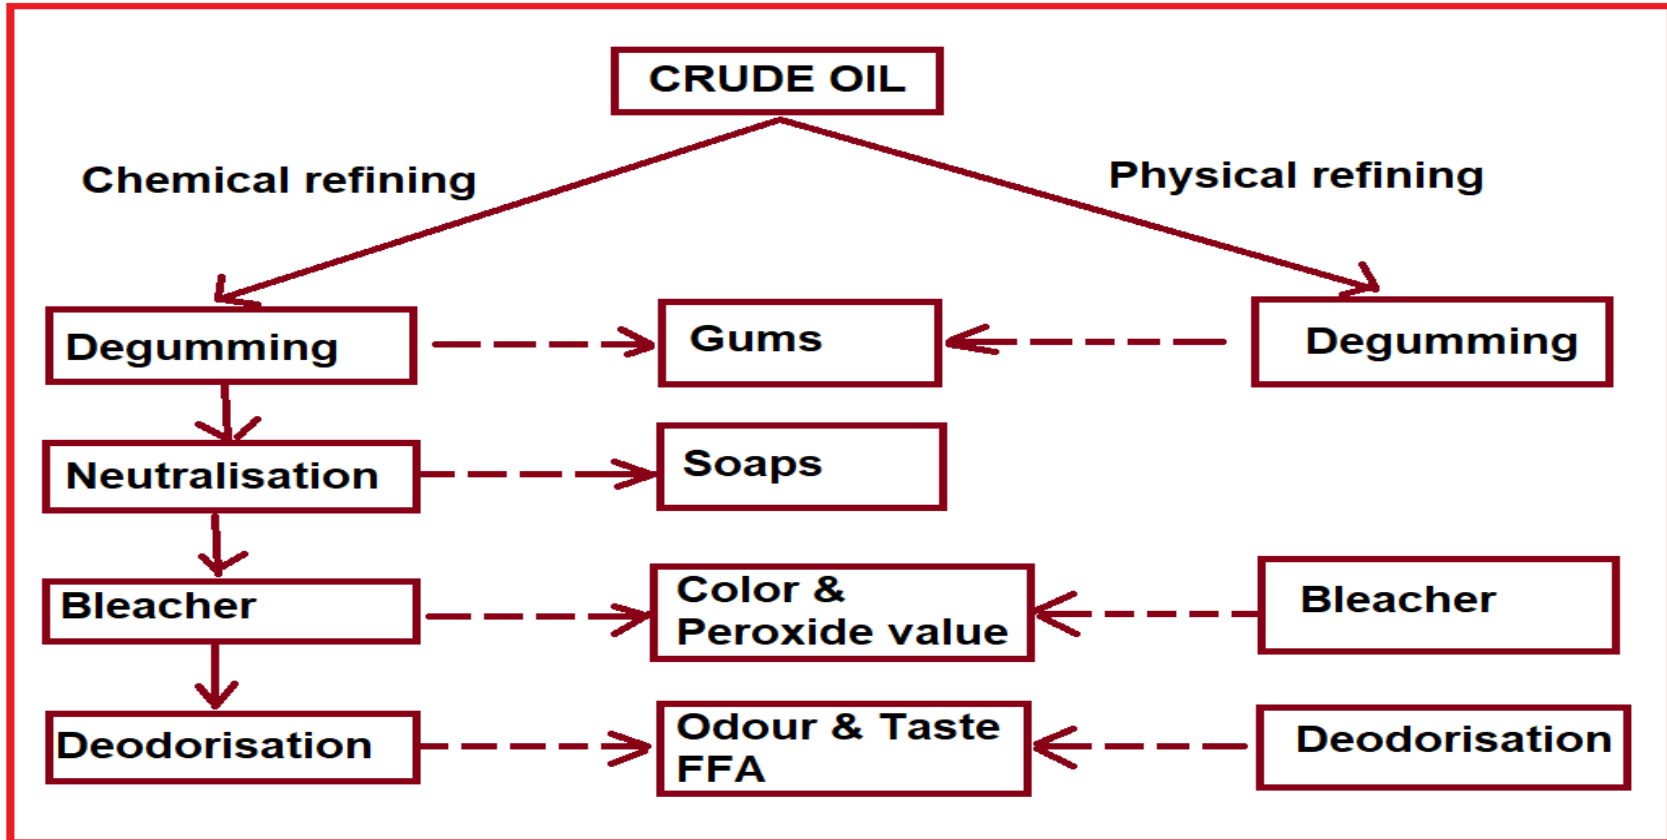 CRUDE OIL
Chemical refining
Physical refining
Degumming
Gums
Degumming
Neutralisation
Soaps
Bleacher
Color &
Peroxide value
Bleacher
Deodorisation
Odour & Taste
FFA
Deodorisation